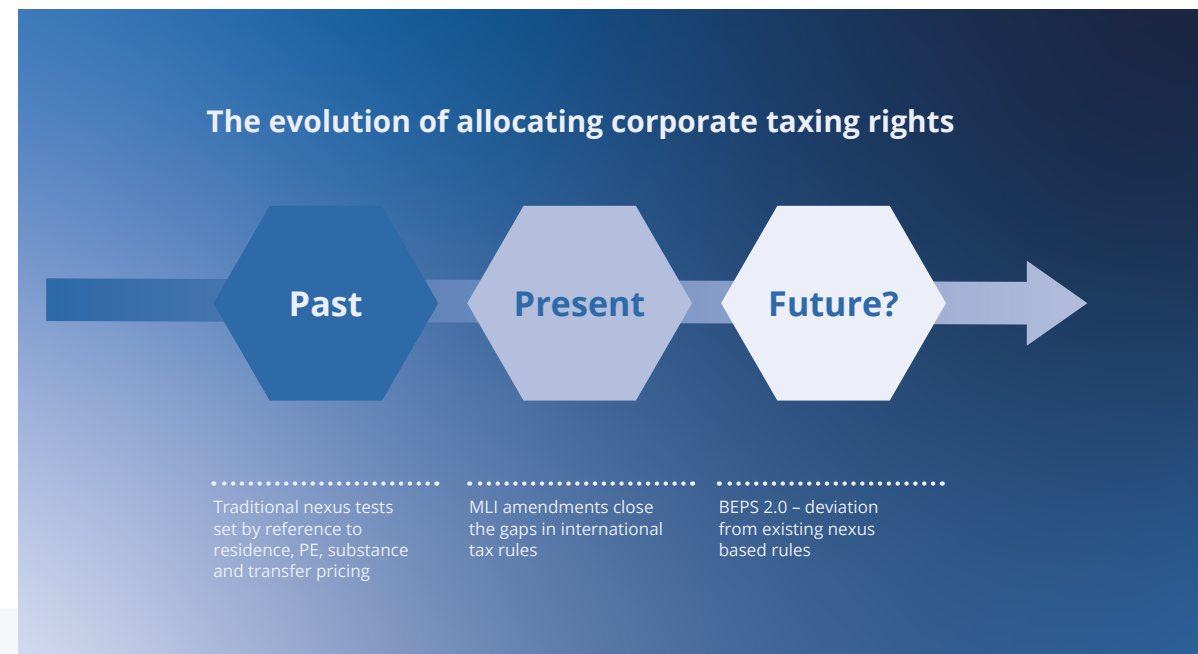 The evolution of allocating corporate taxing rights
Past
Present
Future?
Traditional nexus tests
set by reference to
residence, PE, substance
and transfer pricing
MLI amendments close
the gaps in international
tax rules
BEPS 2.0 – deviation
from existing nexus
based rules